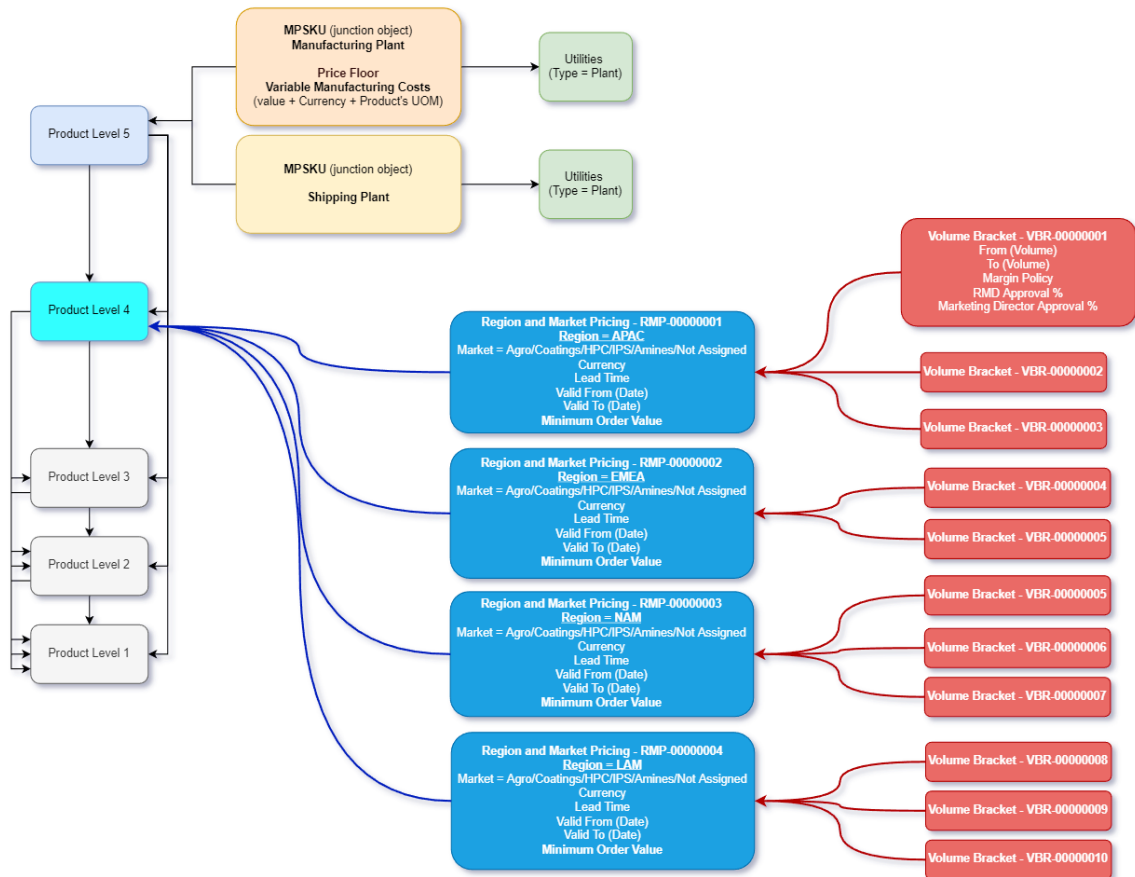 MPSKU (junction object)
Manufacturing Plant
Price Floor
Variable Manufacturing Costs
(value + Currency + Product's UOM)
Utilities
(Type = Plant)
Product Level 5
MPSKU (junction object)
Shipping Plant
Utilities
(Type = Plant)
Product Level 4
Product Level 3
Product Level 2
Product Level 1
Region and Market Pricing - RMP-00000001
Region = APAC
Market = Agro/Coatings/HPC/IPS/Amines/Not Assigned
Currency
Lead Time
Valid From (Date)
Valid To (Date)
Minimum Order Value
Region and Market Pricing - RMP-00000002
Region = EMEA
Market = Agro/Coatings/HPC/IPS/Amines/Not Assigned
Currency
Lead Time
Valid From (Date)
Valid To (Date)
Minimum Order Value
Region and Market Pricing - RMP-00000003
Region = NAM
Market = Agro/Coatings/HPC/IPS/Amines/Not Assigned
Currency
Lead Time
Valid From (Date)
Valid To (Date)
Minimum Order Value
Region and Market Pricing - RMP-00000004
Region = LAM
Market = Agro/Coatings/HPC/IPS/Amines/Not Assigned
Currency
Lead Time
Valid From (Date)
Valid To (Date)
Minimum Order Value
Volume Bracket - VBR-00000001
From (Volume)
To (Volume)
Margin Policy
RMD Approval %
Marketing Director Approval %
Volume Bracket - VBR-00000002
Volume Bracket - VBR-00000003
Volume Bracket - VBR-00000004
Volume Bracket - VBR-00000005
Volume Bracket - VBR-00000005
Volume Bracket - VBR-00000006
Volume Bracket - VBR-00000007
Volume Bracket - VBR-00000008
Volume Bracket - VBR-00000009
Volume Bracket - VBR-00000010